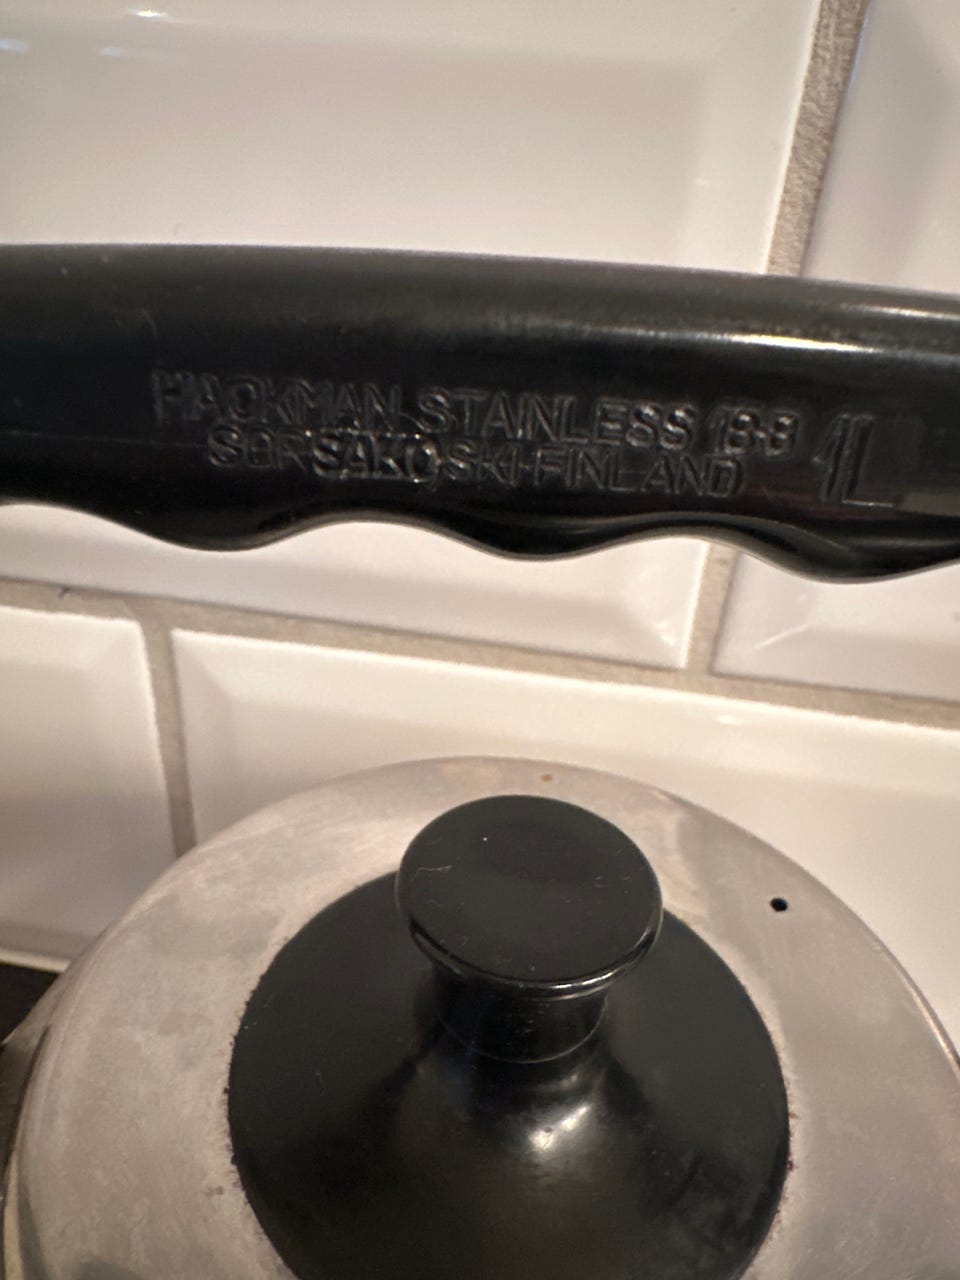 HACKMAN STAINLESS 18-8 1L
SORSAKOSKI-FINLAND